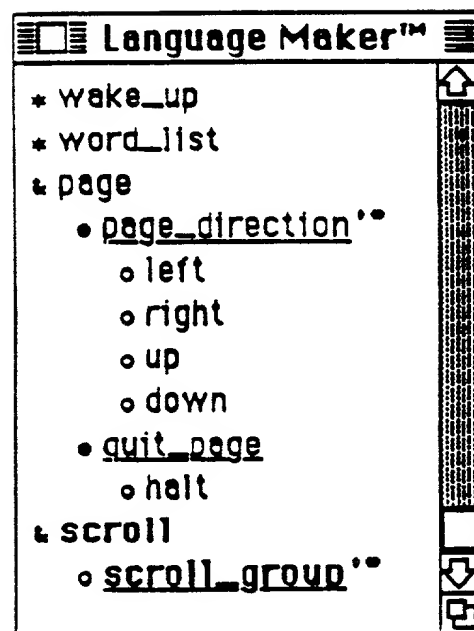 Language Maker™
* wake_up
* word_list
& page
• page_direction'∞
○ left
○ right
○ up
○ down
• quit_page
○ halt
& scroll
○ scroll_group'∞